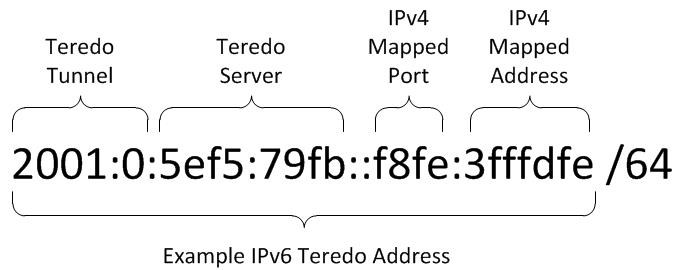 Teredo
Tunnel
Teredo
Server
IPv4
Mapped
Port
IPv4
Mapped
Address
2001:0:5ef5:79fb::f8fe:3fffdfe /64
Example IPv6 Teredo Address